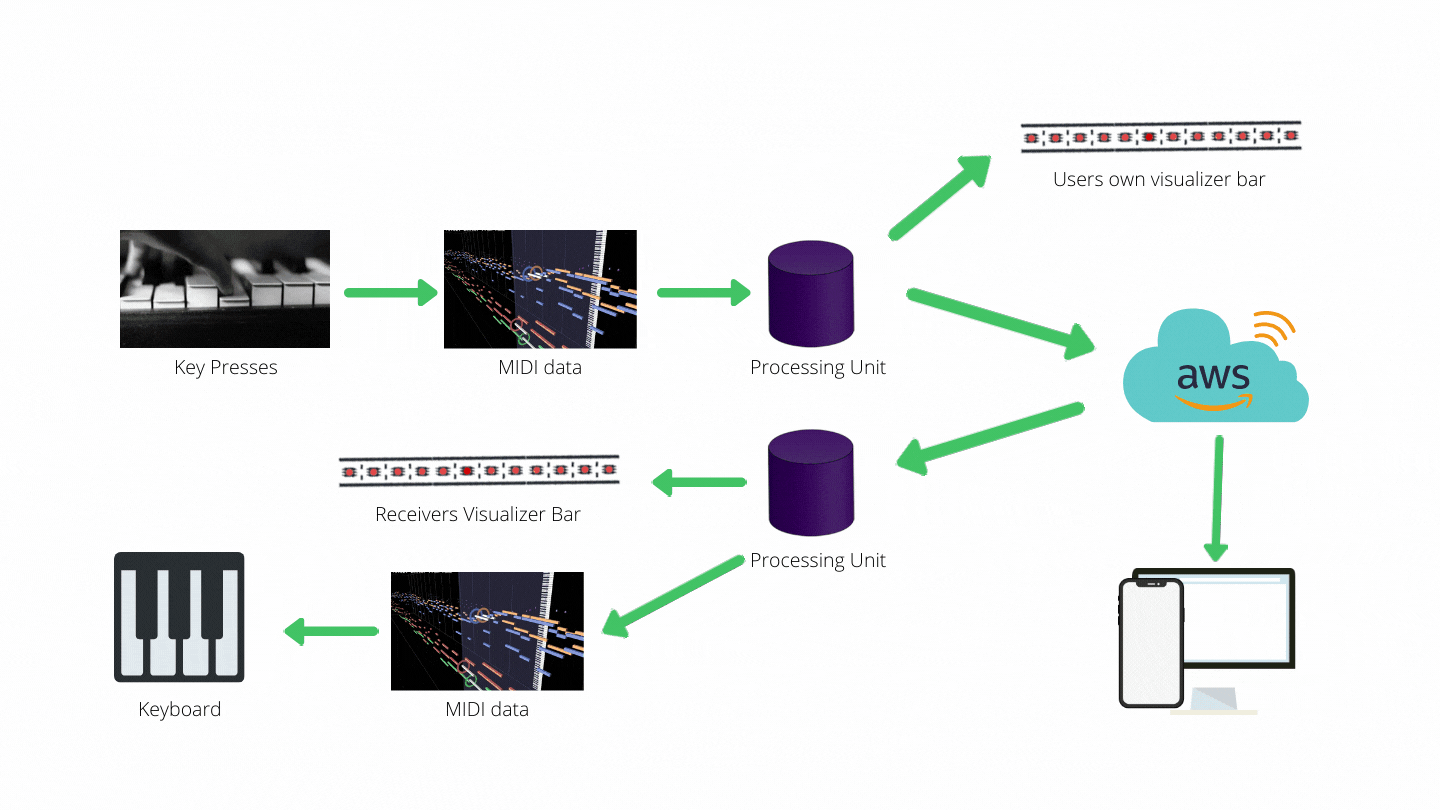 Users own visualizer bar
Key Presses
MIDI data
Processing Unit
aws
Receivers Visualizer Bar
Processing Unit
Keyboard
MIDI data